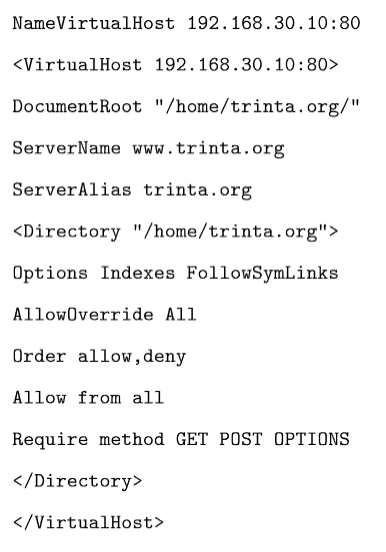 NameVirtualHost 192.168.30.10:80
<VirtualHost 192.168.30.10:80>
DocumentRoot "/home/trinta.org/"
ServerName www.trinta.org
ServerAlias trinta.org
<Directory "/home/trinta.org">
Options Indexes FollowSymLinks
AllowOverride All
Order allow,deny
Allow from all
Require method GET POST OPTIONS
</Directory>
</VirtualHost>